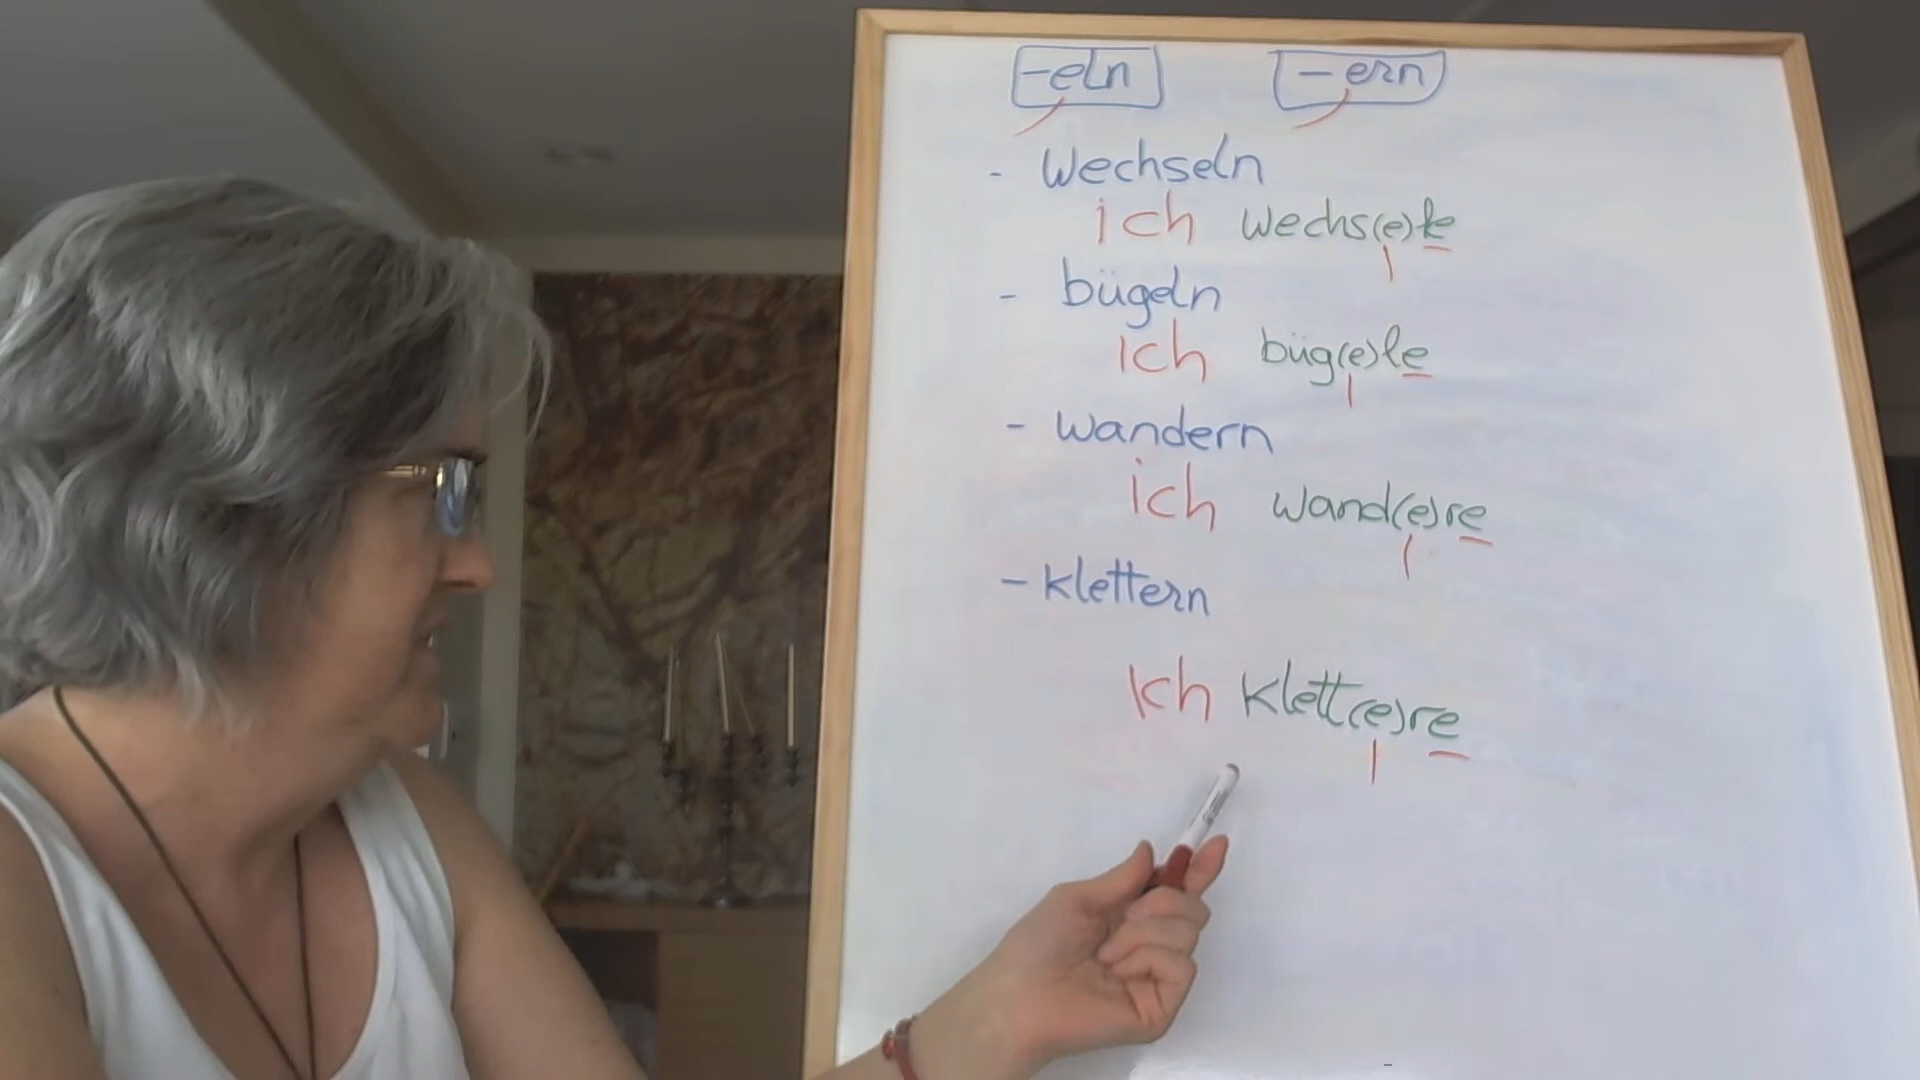 -eln -ern
- Wechseln
ich wechs(e)le
- bügeln
ich büg(e)le
- wandern
ich wand(e)re
- klettern
ich klett(e)re